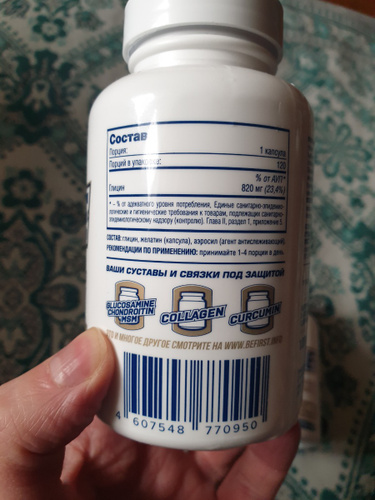 Состав
Порция: 1 капсула
Порций в упаковке: 120
% от АУП*
Глицин 820 мг (23,4%)
* – % от адекватного уровня потребления, Единые санитарно-эпидемио-
логические и гигиенические требования к товарам, подлежащие санитарно-
эпидемиологическому надзору (контролю). Глава II, раздел 1, приложение 5.
СОСТАВ: глицин, желатин (капсула), аэросил (агент антислеживающий).
РЕКОМЕНДАЦИИ ПО ПРИМЕНЕНИЮ: принимайте 1-4 порции в день.
ВАШИ СУСТАВЫ И СВЯЗКИ ПОД ЗАЩИТОЙ!
GLUCOSAMINE
CHONDROITIN
MSM
COLLAGEN
CURCUMIN
ЭТО И МНОГОЕ ДРУГОЕ СМОТРИТЕ НА WWW.BEFIRST.INFO
4 607548 770950